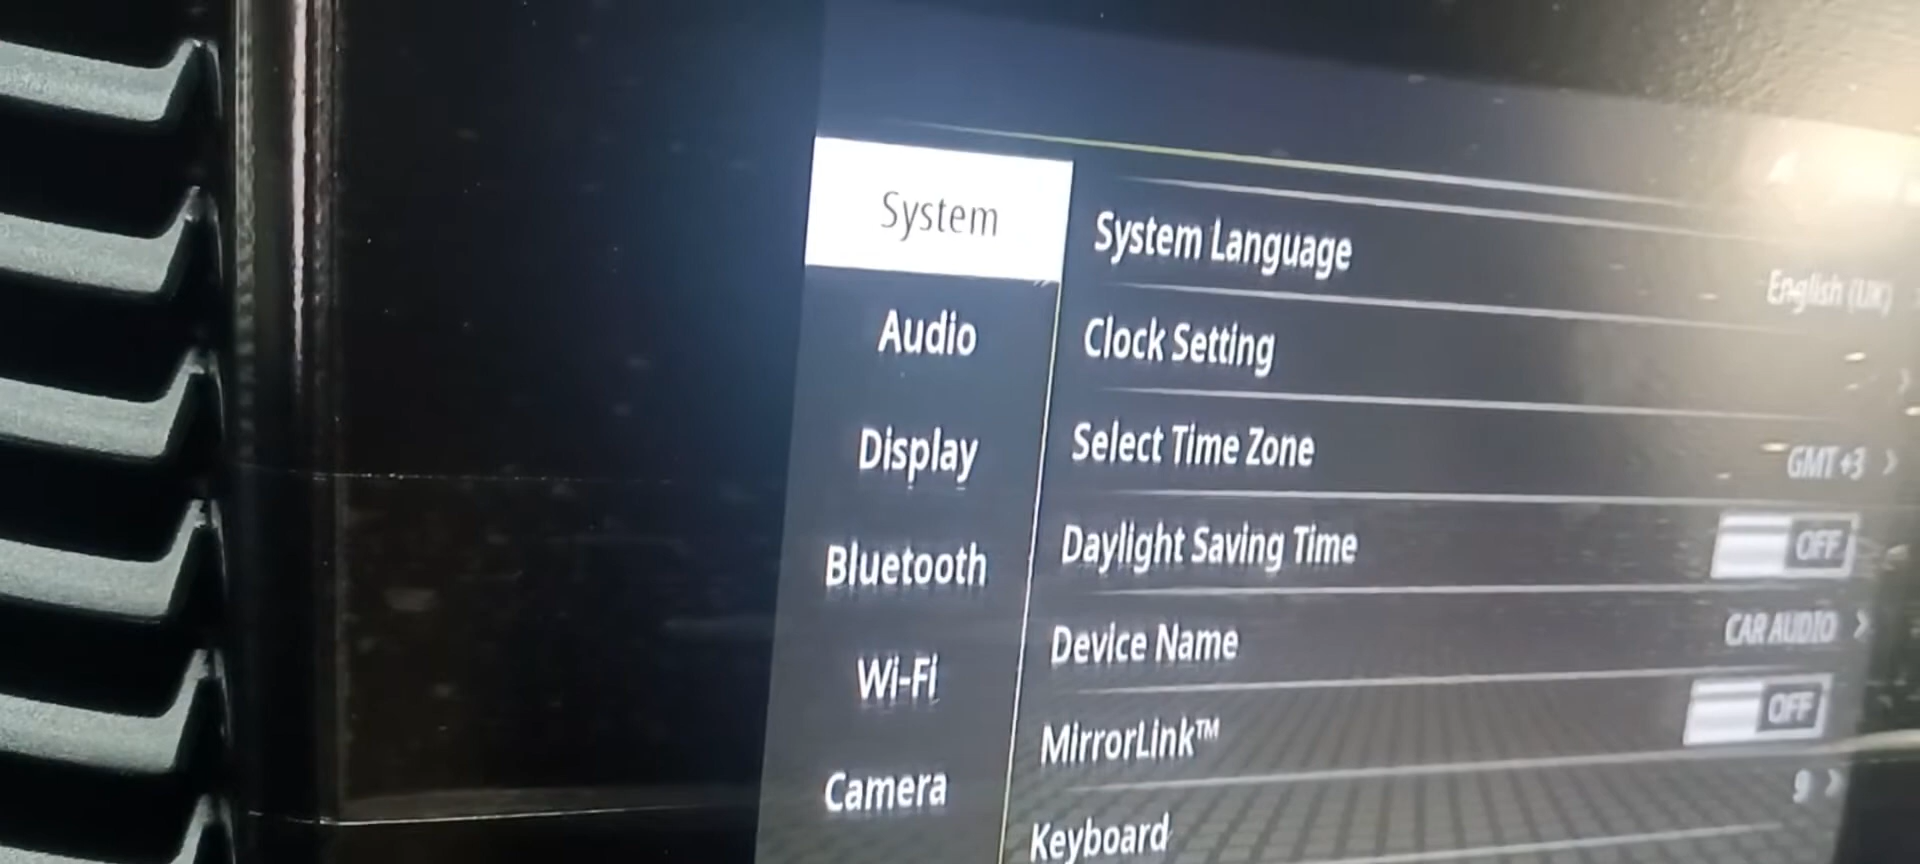 System
Audio
Display
Bluetooth
Wi-Fi
Camera
System Language
English (UK)
Clock Setting
Select Time Zone
GMT +3
Daylight Saving Time
OFF
Device Name
CAR AUDIO
MirrorLink™
OFF
Keyboard